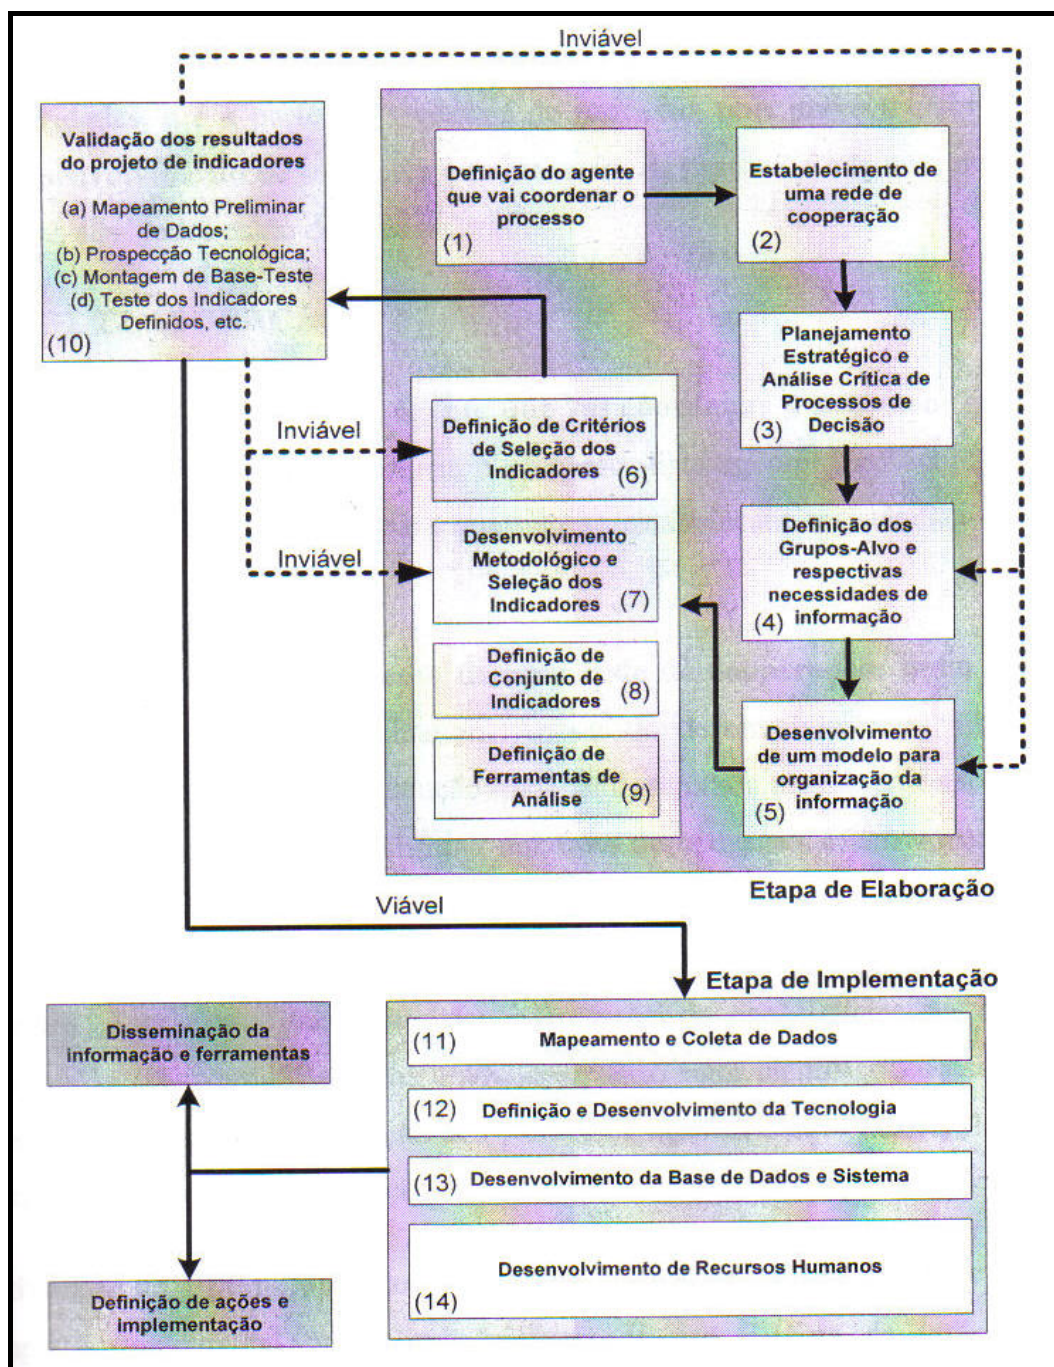 Inviável
Validação dos resultados
do projeto de indicadores
(a) Mapeamento Preliminar
de Dados;
(b) Prospecção Tecnológica;
(c) Montagem de Base-Teste
(d) Teste dos Indicadores
Definidos, etc.
(10)
Definição do agente
que vai coordenar o
processo
(1)
Estabelecimento de
uma rede de
cooperação
(2)
Planejamento
Estratégico e
Análise Crítica de
Processos de
Decisão
(3)
Definição dos
Grupos-Alvo e
respectivas
necessidades de
informação
(4)
Desenvolvimento
de um modelo para
organização da
informação
(5)
Inviável
Definição de Critérios
de Seleção dos
Indicadores
(6)
Inviável
Desenvolvimento
Metodológico e
Seleção dos
Indicadores
(7)
Definição de
Conjunto de
Indicadores
(8)
Definição de
Ferramentas de
Análise
(9)
Etapa de Elaboração
Viável
Etapa de Implementação
(11) Mapeamento e Coleta de Dados
(12) Definição e Desenvolvimento da Tecnologia
(13) Desenvolvimento da Base de Dados e Sistema
Desenvolvimento de Recursos Humanos
(14)
Disseminação da
informação e ferramentas
Definição de ações e
implementação